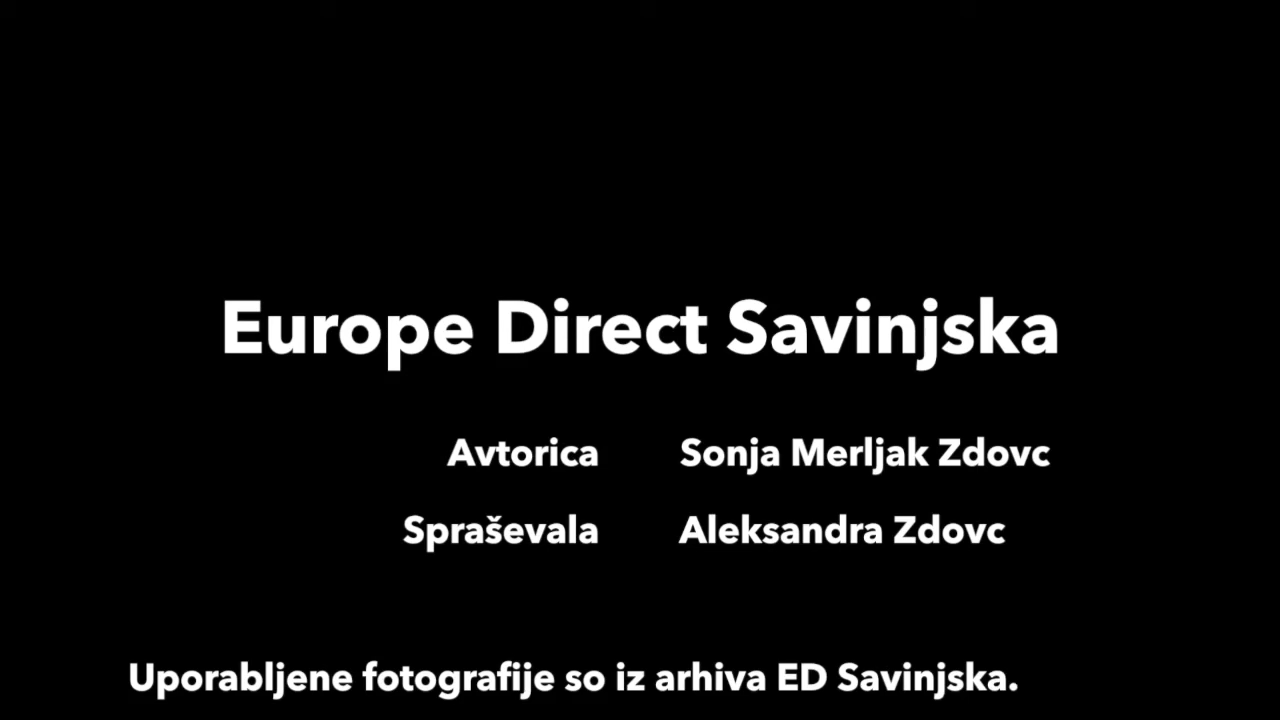 Europe Direct Savinjska
Avtorica Sonja Merljak Zdovc
Spraševala Aleksandra Zdovc
Uporabljene fotografije so iz arhiva ED Savinjska.